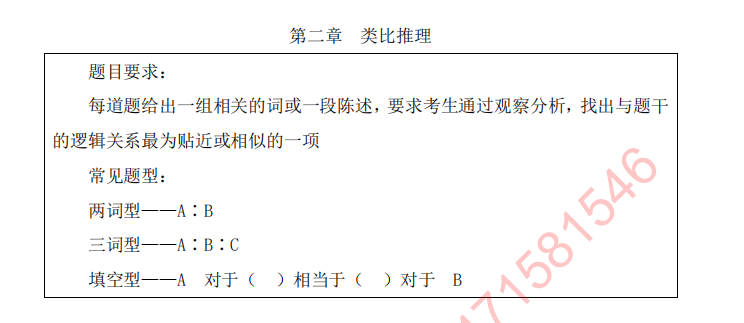 第二章　类比推理
题目要求：
每道题给出一组相关的词或一段陈述，要求考生通过观察分析，找出与题干
的逻辑关系最为贴近或相似的一项
常见题型：
两词型——A∶B
三词型——A∶B∶C
填空型——A　对于（　）相当于（　）对于　B
471581546